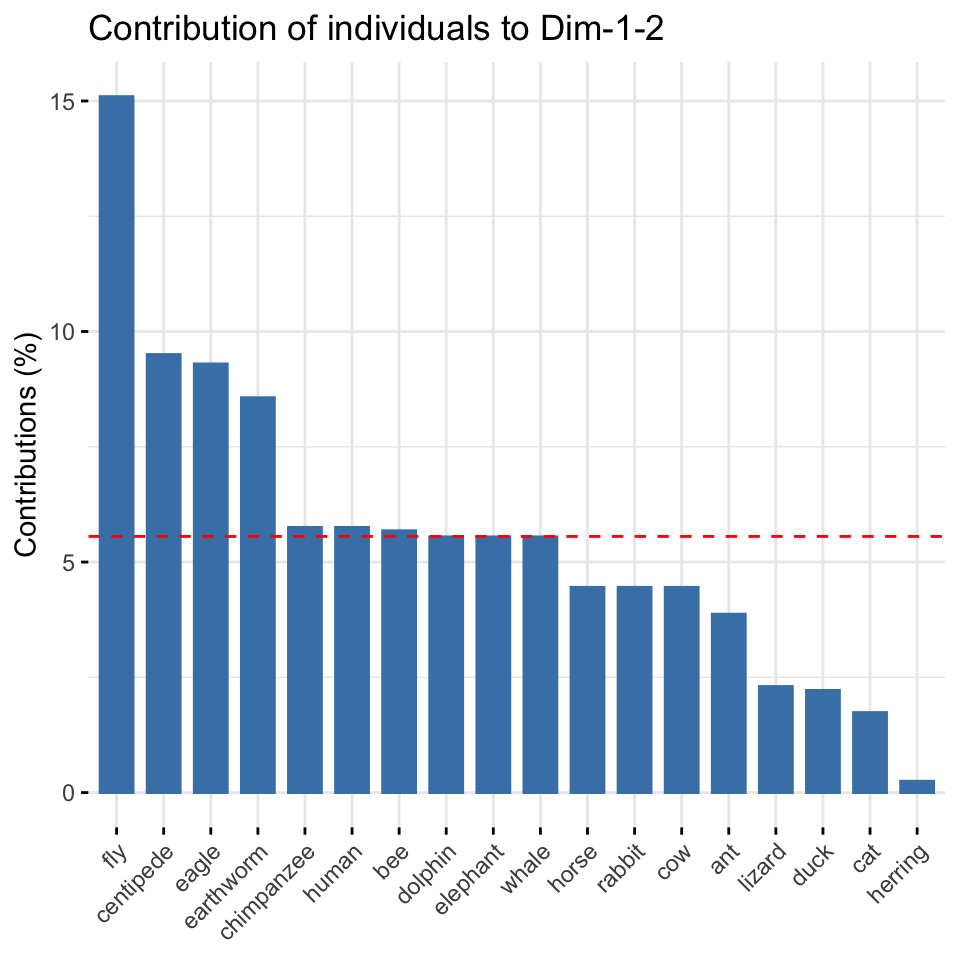 Contribution of individuals to Dim-1-2
Contributions (%)
15
10
5
0
fly
centipede
eagle
earthworm
chimpanzee
human
bee
dolphin
elephant
whale
horse
rabbit
cow
ant
lizard
duck
cat
herring